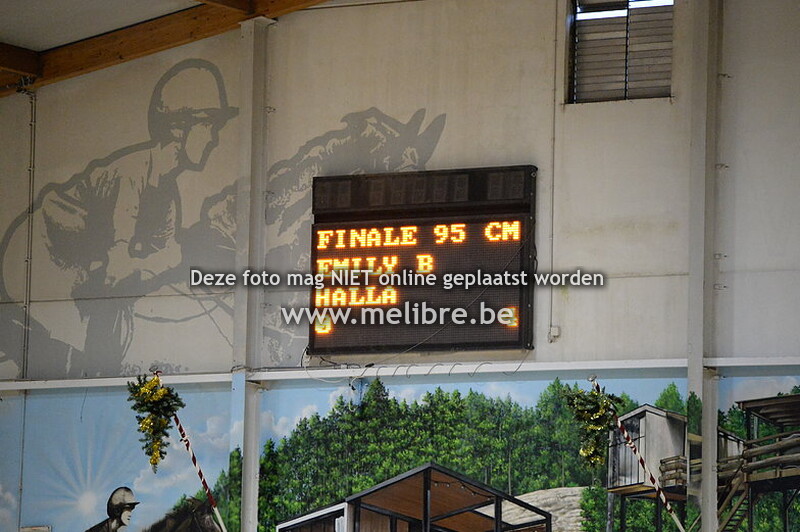 FINALE 95 CM
EMILY B
Deze foto mag NIET online geplaatst worden
HALLA
www.melibre.be